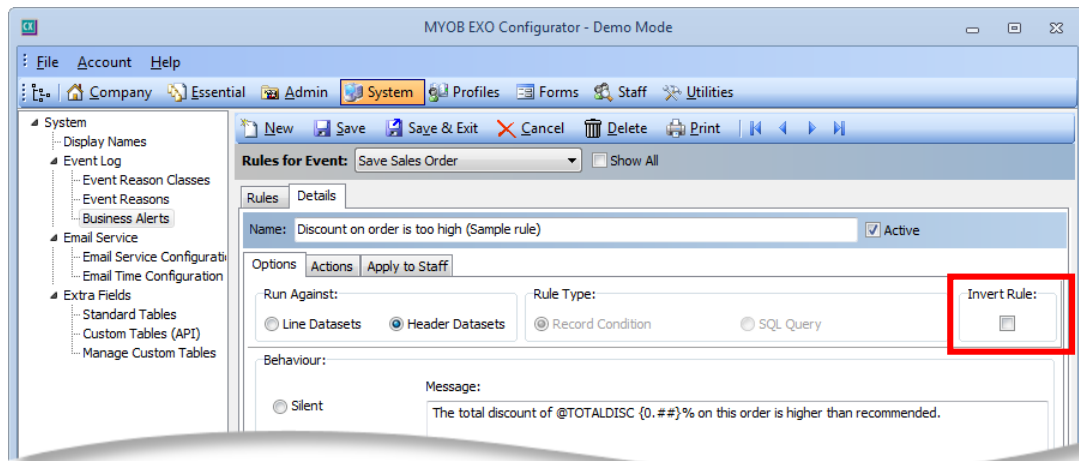 CX
MYOB EXO Configurator - Demo Mode
File Account Help
Company Essential Admin System Profiles Forms Staff Utilities
System
Display Names
Event Log
Event Reason Classes
Event Reasons
Business Alerts
Email Service
Email Service Configurati
Email Time Configuration
Extra Fields
Standard Tables
Custom Tables (API)
Manage Custom Tables
New Save Save & Exit Cancel Delete Print
Rules for Event: Save Sales Order Show All
Rules Details
Name: Discount on order is too high (Sample rule) Active
Options Actions Apply to Staff
Run Against: Rule Type: Invert Rule:
Line Datasets Header Datasets Record Condition SQL Query
Behaviour:
Message:
Silent
The total discount of @TOTALDISC {0.##}% on this order is higher than recommended.